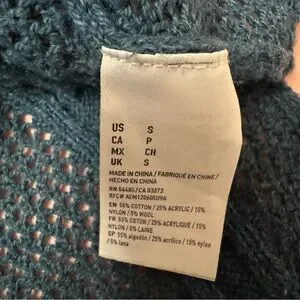 US S
CA P
MX CH
UK S
MADE IN CHINA / FABRIQUÉ EN CHINE /
HECHO EN CHINA
RN 54485/CA 03873
RFC# AEM12060509A
EN: 55% COTTON / 25% ACRYLIC / 15%
NYLON / 5% WOOL
FR: 55% COTON / 25% ACRYLIQUE / 15%
NYLON / 5% LAINE
SP: 55% algodón / 25% acrílico / 15% nylon
/ 5% lana